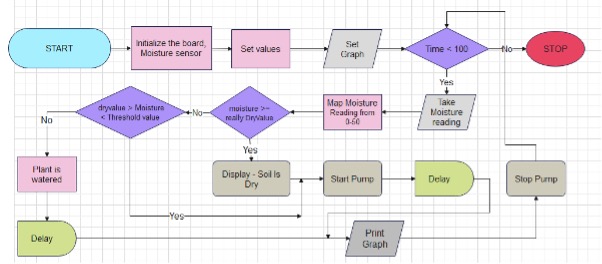 START
Initialize the board,
Moisture sensor
Set values
Set
Graph
Time < 100
No
STOP
Yes
Take
Moisture
reading
Map Moisture
Reading from
0-60
moisture >=
really DryValue
No
dryvalue > Moisture
< Threshold value
No
Yes
Plant is
watered
Display - Soil Is
Dry
Start Pump
Delay
Stop Pump
Yes
Delay
Print
Graph